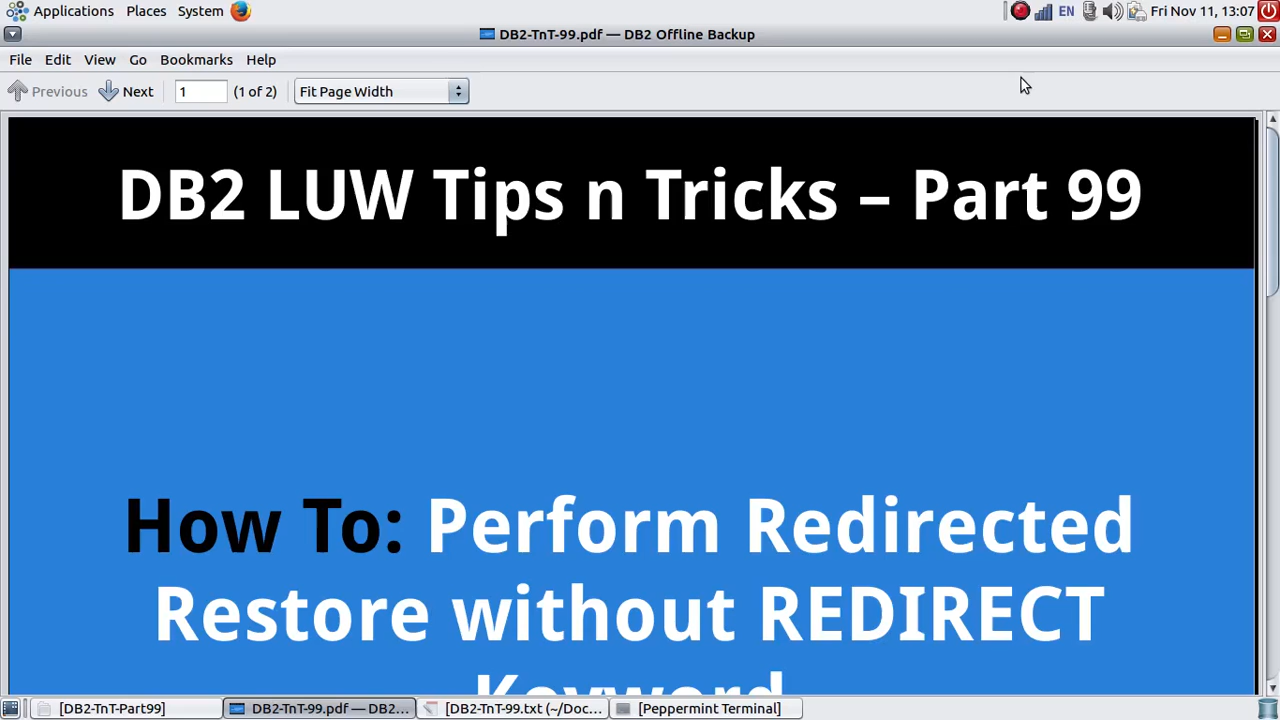 Applications Places System EN Fri Nov 11, 13:07
DB2-TnT-99.pdf — DB2 Offline Backup
File Edit View Go Bookmarks Help
Previous Next 1 (1 of 2) Fit Page Width
DB2 LUW Tips n Tricks – Part 99
How To: Perform Redirected
Restore without REDIRECT
Keyword
[DB2-TnT-Part99] DB2-TnT-99.pdf — DB2... [DB2-TnT-99.txt (~/Doc... [Peppermint Terminal]